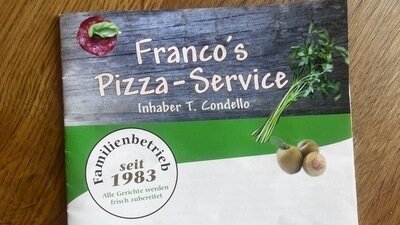 Franco's
Pizza-Service
Inhaber T. Condello
Familienbetrieb
seit
1983
Alle Gerichte werden
frisch zubereitet